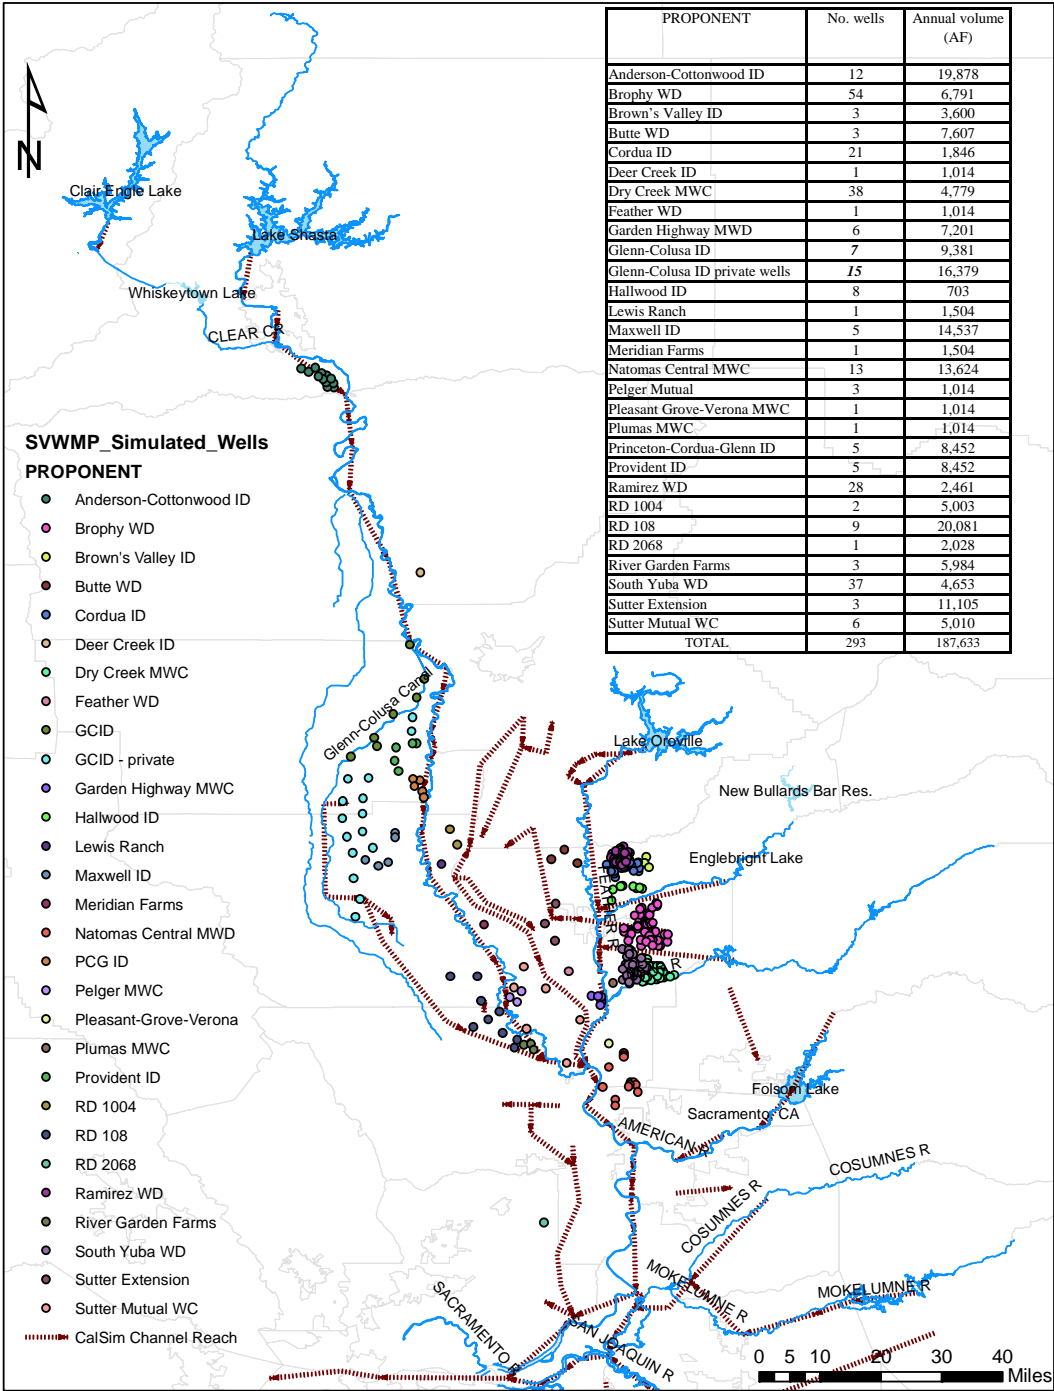 PROPONENT No. wells Annual volume
(AF)
Anderson-Cottonwood ID 12 19,878
Brophy WD 54 6,791
Brown's Valley ID 3 3,600
Butte WD 3 7,607
Cordua ID 21 1,846
Deer Creek ID 1 1,014
Dry Creek MWC 38 4,779
Feather WD 1 1,014
Garden Highway MWD 6 7,201
Glenn-Colusa ID 7 9,381
Glenn-Colusa ID private wells 15 16,379
Hallwood ID 8 703
Lewis Ranch 1 1,504
Maxwell ID 5 14,537
Meridian Farms 1 1,504
Natomas Central MWC 13 13,624
Pelger Mutual 3 1,014
Pleasant Grove-Verona MWC 1 1,014
Plumas MWC 1 1,014
Princeton-Cordua-Glenn ID 5 8,452
Provident ID 5 8,452
Ramirez WD 28 2,461
RD 1004 2 5,003
RD 108 9 20,081
RD 2068 1 2,028
River Garden Farms 3 5,984
South Yuba WD 37 4,653
Sutter Extension 3 11,105
Sutter Mutual WC 6 5,010
TOTAL 293 187,633
N
Clair Engle Lake
Lake Shasta
Whiskeytown Lake
CLEAR CR
SVWMP_Simulated_Wells
PROPONENT
Anderson-Cottonwood ID
Brophy WD
Brown's Valley ID
Butte WD
Cordua ID
Deer Creek ID
Dry Creek MWC
Feather WD
GCID
GCID - private
Garden Highway MWC
Hallwood ID
Lewis Ranch
Maxwell ID
Meridian Farms
Natomas Central MWD
PCG ID
Pelger MWC
Pleasant-Grove-Verona
Plumas MWC
Provident ID
RD 1004
RD 108
RD 2068
Ramirez WD
River Garden Farms
South Yuba WD
Sutter Extension
Sutter Mutual WC
CalSim Channel Reach
Glenn-Colusa Canal
Lake Oroville
New Bullards Bar Res.
Englebright Lake
FEATHER R
R
Folsom Lake
Sacramento, CA
AMERICAN R
COSUMNES R
COSUMNES R
MOKELUMNE R
MOKELUMNE R
SACRAMENTO R
SAN JOAQUIN R
0 5 10 20 30 40
Miles